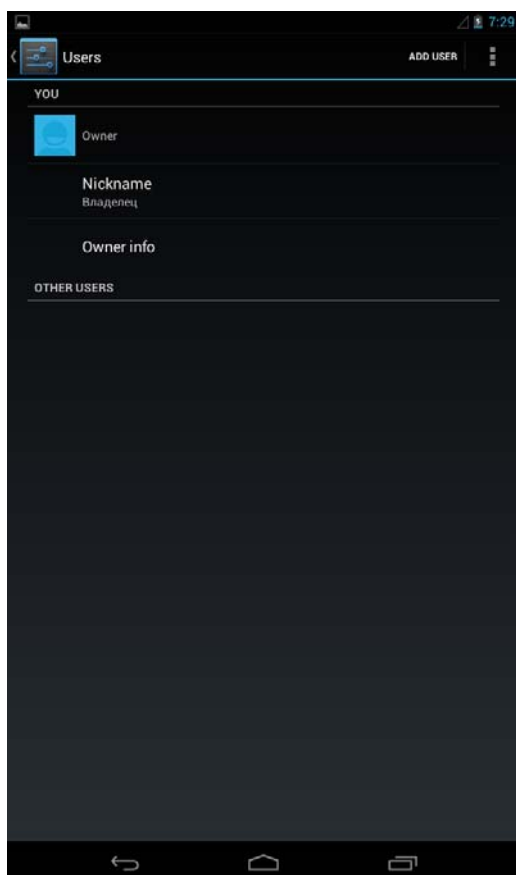 7:29
Users
ADD USER
YOU
Owner
Nickname
Владелец
Owner info
OTHER USERS